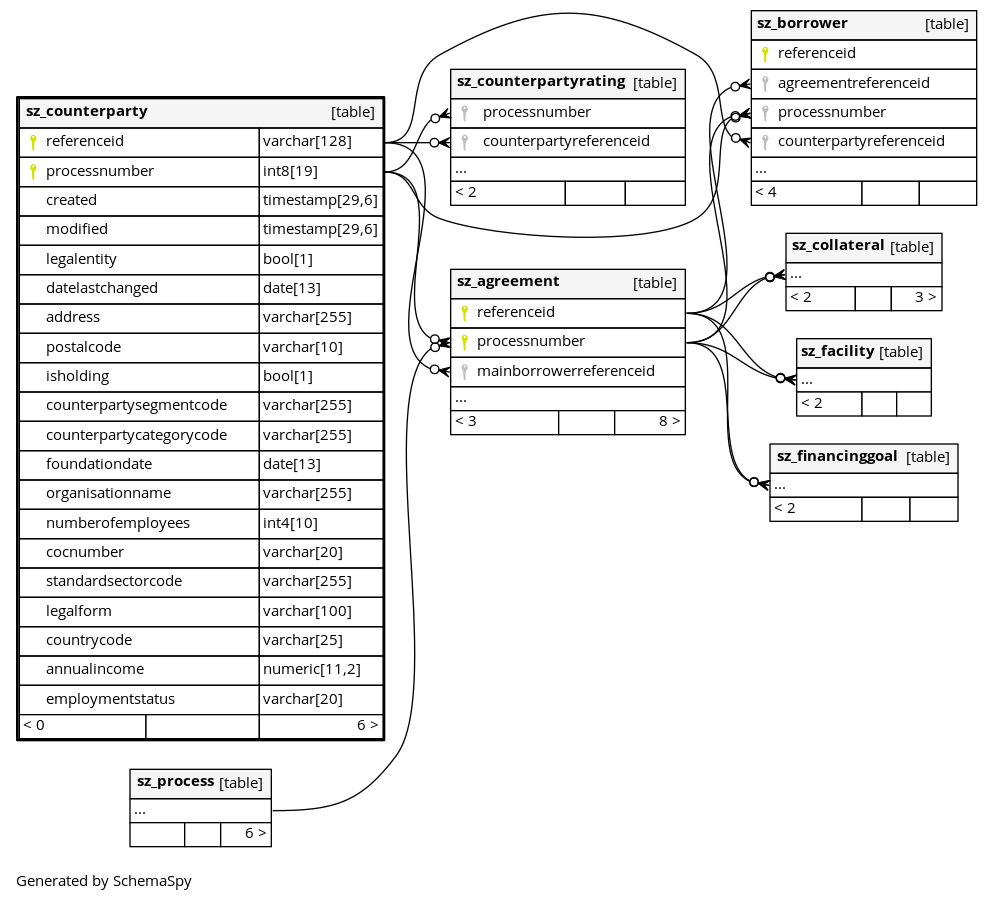 sz_counterparty [table]
referenceid varchar[128]
processnumber int8[19]
created timestamp[29,6]
modified timestamp[29,6]
legalentity bool[1]
datelastchanged date[13]
address varchar[255]
postalcode varchar[10]
isholding bool[1]
counterpartysegmentcode varchar[255]
counterpartycategorycode varchar[255]
foundationdate date[13]
organisationname varchar[255]
numberofemployees int4[10]
cocnumber varchar[20]
standardsectorcode varchar[255]
legalform varchar[100]
countrycode varchar[25]
annualincome numeric[11,2]
employmentstatus varchar[20]
< 0 6 >
sz_process [table]
...
6 >
sz_counterpartyrating [table]
processnumber
counterpartyreferenceid
...
< 2
sz_agreement [table]
referenceid
processnumber
mainborrowerreferenceid
...
< 3 8 >
sz_borrower [table]
referenceid
agreementreferenceid
processnumber
counterpartyreferenceid
...
< 4
sz_collateral [table]
...
< 2 3 >
sz_facility [table]
...
< 2
sz_financinggoal [table]
...
< 2
Generated by SchemaSpy